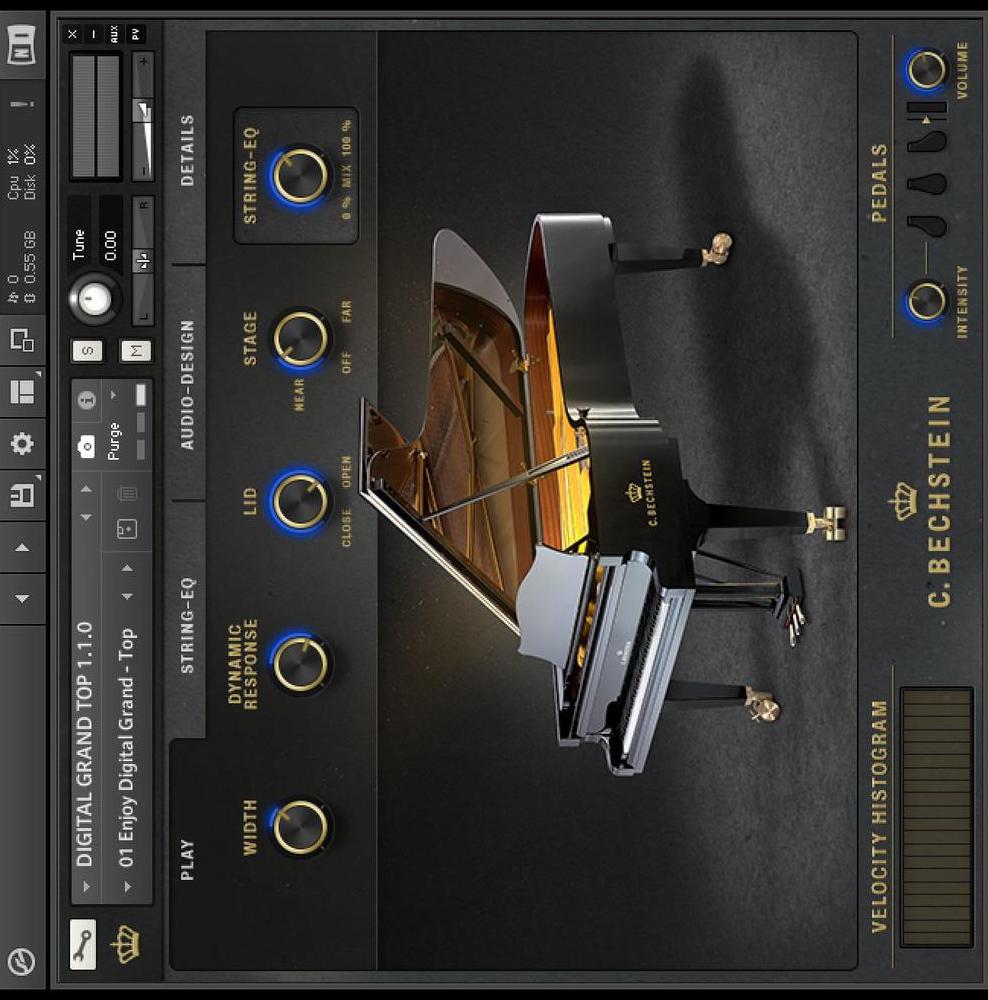 Cpu 1%
0
0.55 GB
Disk 0%
DIGITAL GRAND TOP 1.1.0
Purge
S
M
Tune
0.00
X
AUX
PV
01 Enjoy Digital Grand - Top
L
R
PLAY
STRING-EQ
AUDIO-DESIGN
DETAILS
WIDTH
DYNAMIC
RESPONSE
LID
CLOSE
OPEN
STAGE
NEAR
OFF
FAR
STRING-EQ
0 %
MIX
100 %
C.BECHSTEIN
VELOCITY HISTOGRAM
C. BECHSTEIN
PEDALS
INTENSITY
VOLUME